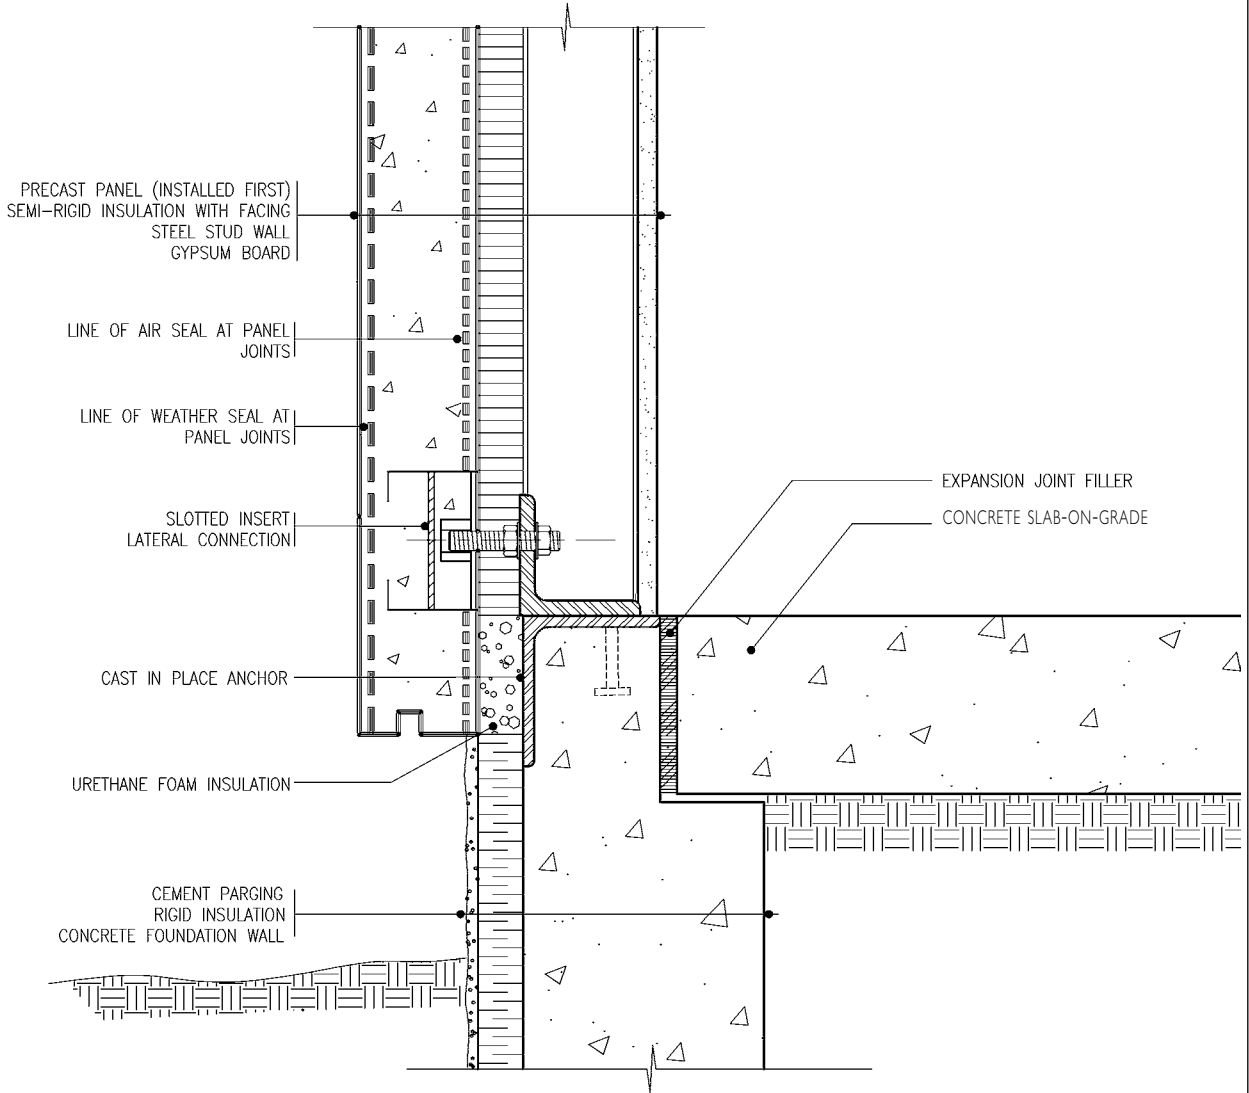 PRECAST PANEL (INSTALLED FIRST)
SEMI-RIGID INSULATION WITH FACING
STEEL STUD WALL
GYPSUM BOARD
LINE OF AIR SEAL AT PANEL
JOINTS
LINE OF WEATHER SEAL AT
PANEL JOINTS
SLOTTED INSERT
LATERAL CONNECTION
CAST IN PLACE ANCHOR
URETHANE FOAM INSULATION
CEMENT PARGING
RIGID INSULATION
CONCRETE FOUNDATION WALL
EXPANSION JOINT FILLER
CONCRETE SLAB-ON-GRADE